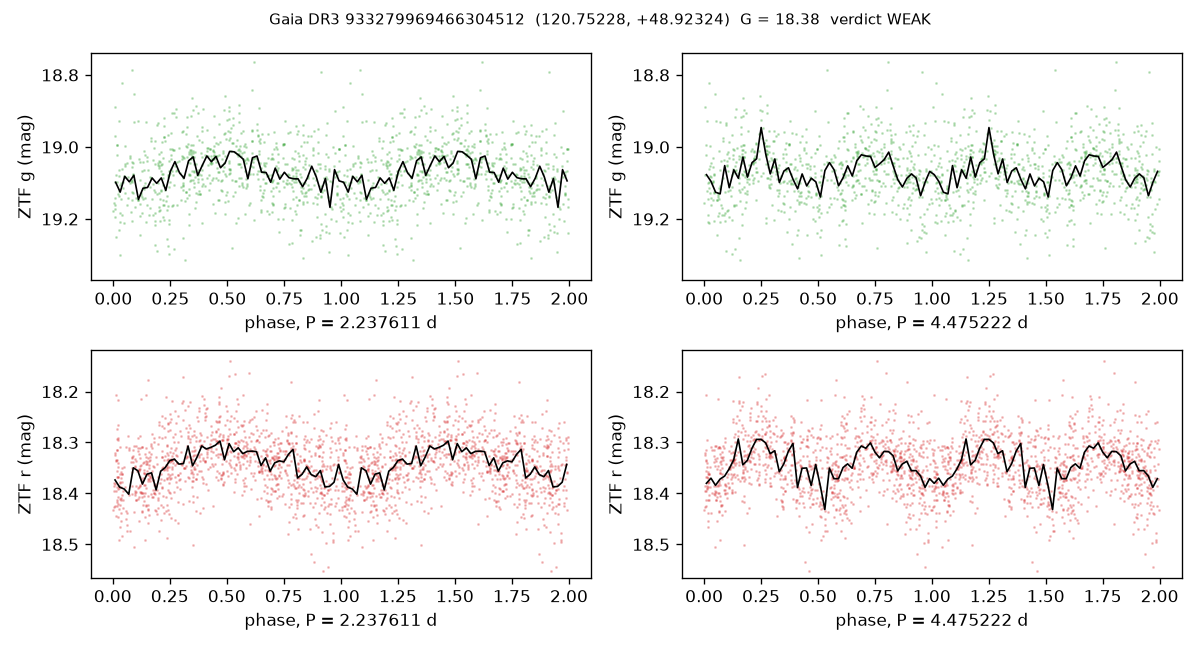 Gaia DR3 933279969466304512 (120.75228, +48.92324) G = 18.38 verdict WEAK
ZTF g (mag)
18.8
19.0
19.2
0.00 0.25 0.50 0.75 1.00 1.25 1.50 1.75 2.00
phase, P = 2.237611 d
ZTF g (mag)
18.8
19.0
19.2
0.00 0.25 0.50 0.75 1.00 1.25 1.50 1.75 2.00
phase, P = 4.475222 d
ZTF r (mag)
18.2
18.3
18.4
18.5
0.00 0.25 0.50 0.75 1.00 1.25 1.50 1.75 2.00
phase, P = 2.237611 d
ZTF r (mag)
18.2
18.3
18.4
18.5
0.00 0.25 0.50 0.75 1.00 1.25 1.50 1.75 2.00
phase, P = 4.475222 d